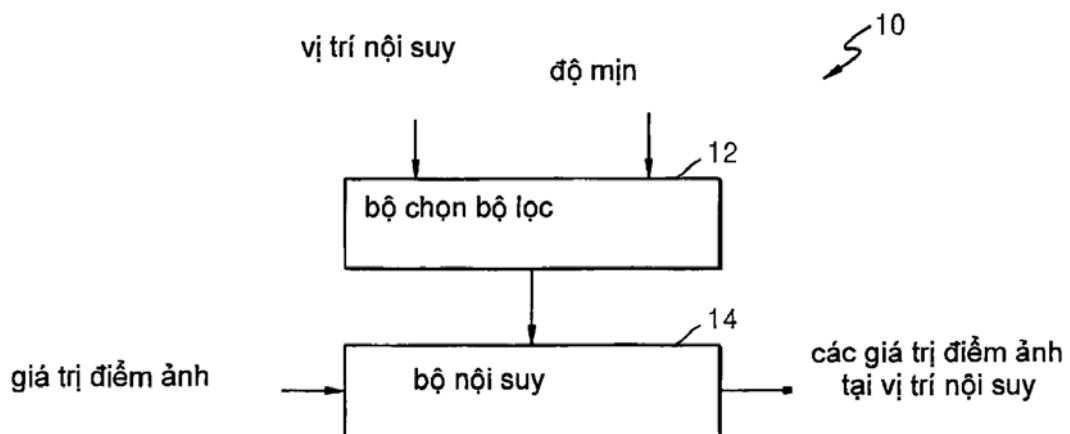 10
vị trí nội suy
độ mịn
12
bộ chọn bộ lọc
14
giá trị điểm ảnh
bộ nội suy
các giá trị điểm ảnh
tại vị trí nội suy